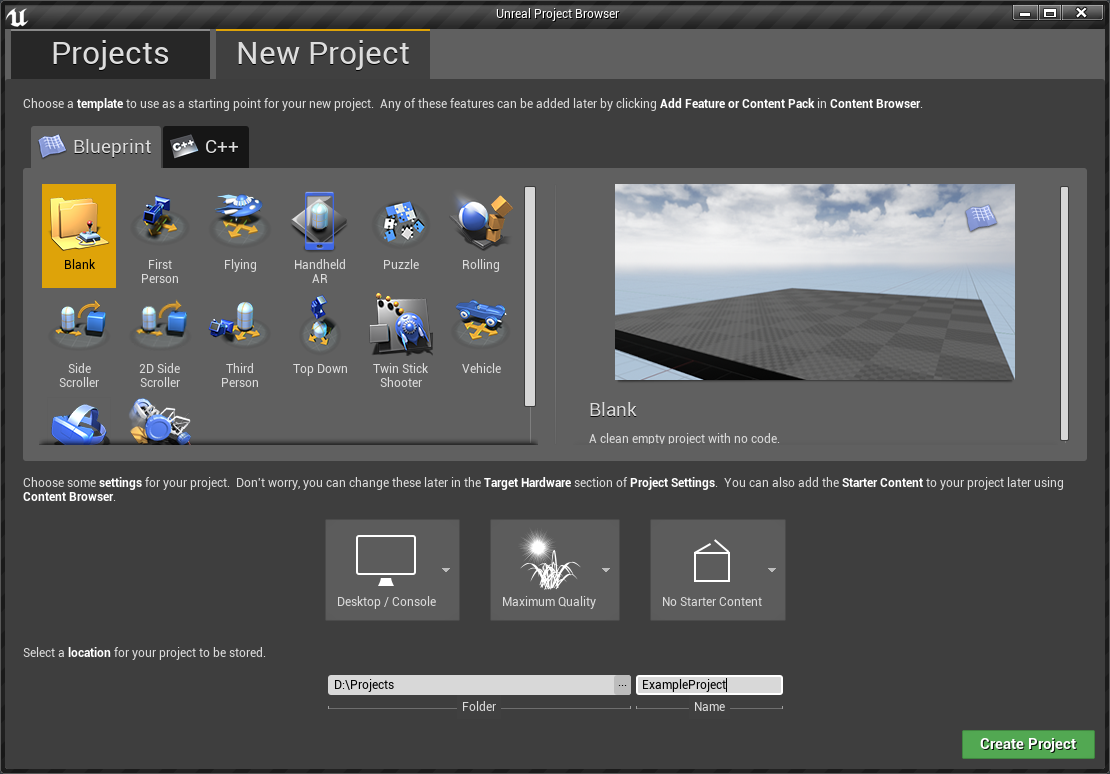 Unreal Project Browser
Projects
New Project
Choose a template to use as a starting point for your new project. Any of these features can be added later by clicking Add Feature or Content Pack in Content Browser.
Blueprint
C++
C++
Blank
First
Person
Flying
Handheld
AR
Puzzle
Rolling
Side
Scroller
2D Side
Scroller
Third
Person
Top Down
Twin Stick
Shooter
Vehicle
Blank
A clean empty project with no code.
Choose some settings for your project. Don't worry, you can change these later in the Target Hardware section of Project Settings. You can also add the Starter Content to your project later using
Content Browser.
Desktop / Console
Maximum Quality
No Starter Content
Select a location for your project to be stored.
D:\Projects
...
ExampleProject
Folder
Name
Create Project